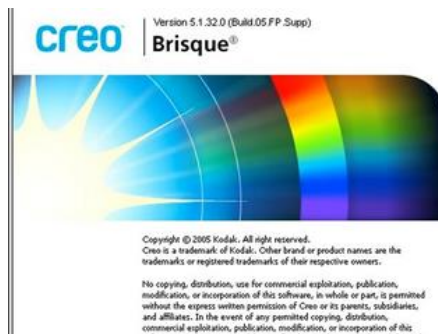 creo
Version 5.1.32.0 (Build.05.FP.Supp)
Brisque®
Copyright © 2005 Kodak. All right reserved.
Creo is a trademark of Kodak. Other brand or product names are the
trademarks or registered trademarks of their respective owners.
No copying, distribution, use for commercial exploitation, publication,
modification, or incorporation of this software, in whole or part, is permitted
without the express written permission of Creo or its parents, subsidiaries,
and affiliates. In the event of any permitted copying, distribution,
commercial exploitation, publication, modification, or incorporation of this